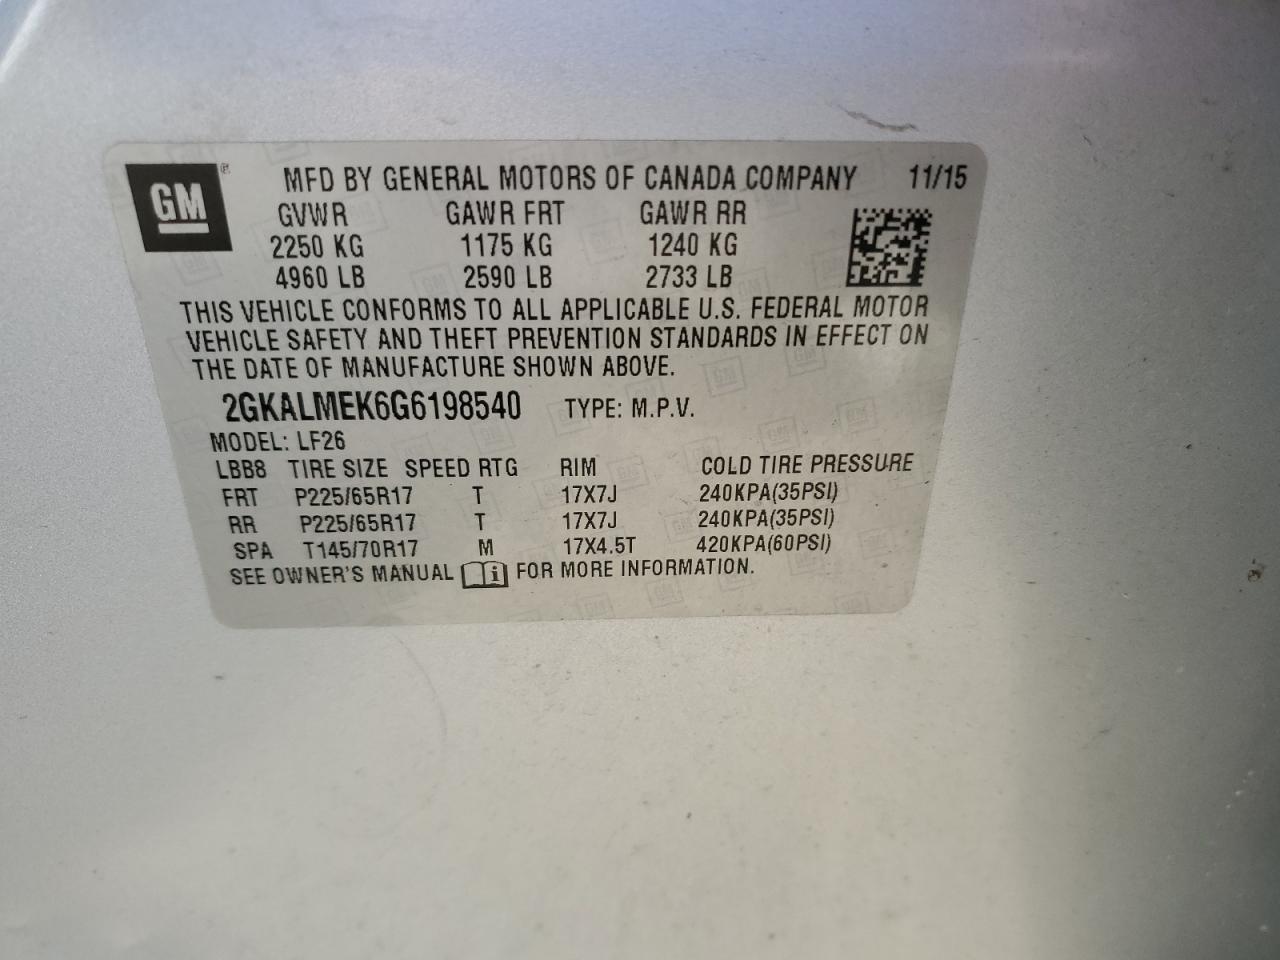 GM ® MFD BY GENERAL MOTORS OF CANADA COMPANY 11/15
GVWR GAWR FRT GAWR RR
2250 KG 1175 KG 1240 KG
4960 LB 2590 LB 2733 LB
THIS VEHICLE CONFORMS TO ALL APPLICABLE U.S. FEDERAL MOTOR
VEHICLE SAFETY AND THEFT PREVENTION STANDARDS IN EFFECT ON
THE DATE OF MANUFACTURE SHOWN ABOVE.
2GKALMEK6G6198540 TYPE: M.P.V.
MODEL: LF26
LBB8 TIRE SIZE SPEED RTG RIM COLD TIRE PRESSURE
FRT P225/65R17 T 17X7J 240KPA(35PSI)
RR P225/65R17 T 17X7J 240KPA(35PSI)
SPA T145/70R17 M 17X4.5T 420KPA(60PSI)
SEE OWNER'S MANUAL i FOR MORE INFORMATION.